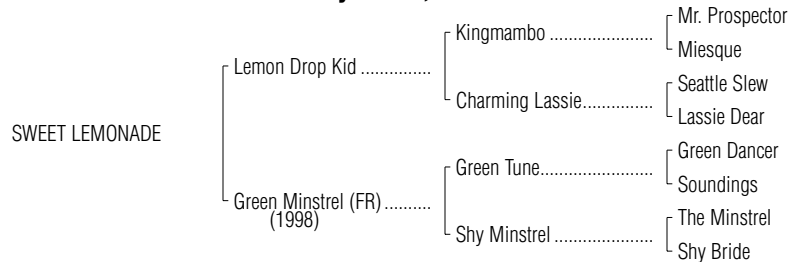 Mr. Prospector
Kingmambo ......................
Miesque
Lemon Drop Kid ...............
Seattle Slew
Charming Lassie...............
Lassie Dear
SWEET LEMONADE
Green Dancer
Green Tune........................
Soundings
Green Minstrel (FR) ..........
(1998)
The Minstrel
Shy Minstrel .....................
Shy Bride